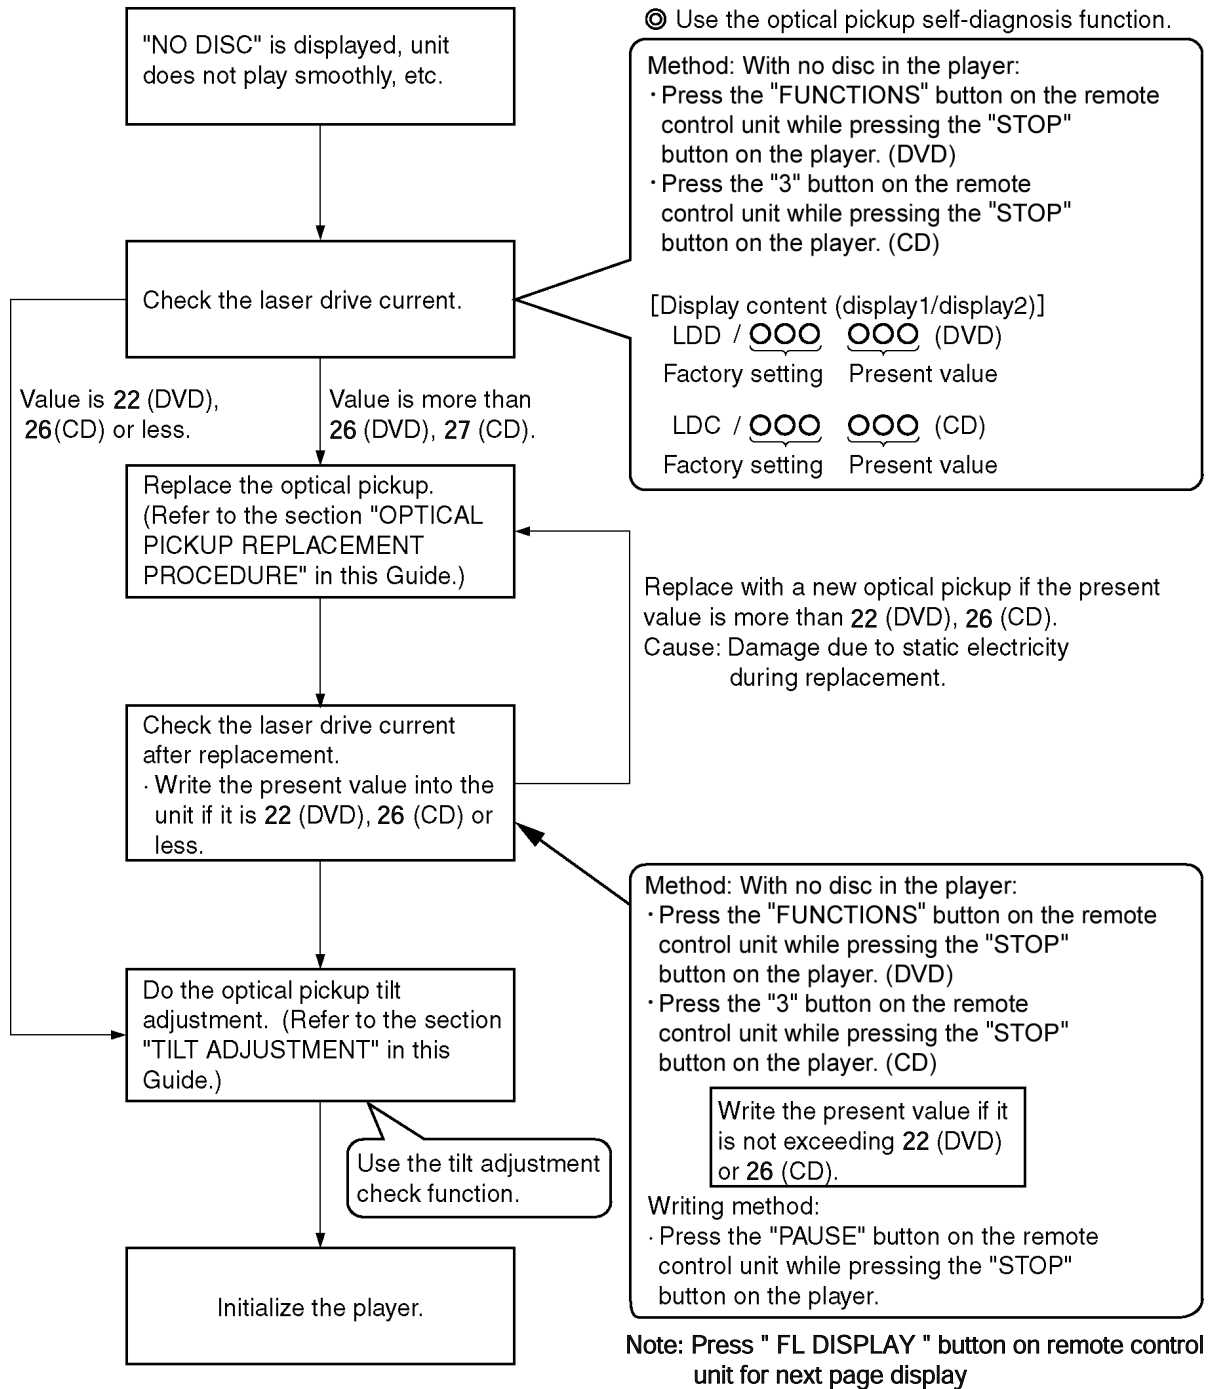 "NO DISC" is displayed, unit
does not play smoothly, etc.
◎ Use the optical pickup self-diagnosis function.
Method: With no disc in the player:
· Press the "FUNCTIONS" button on the remote
control unit while pressing the "STOP"
button on the player. (DVD)
· Press the "3" button on the remote
control unit while pressing the "STOP"
button on the player. (CD)
[Display content (display1/display2)]
LDD / OOO OOO (DVD)
Factory setting Present value
LDC / OOO OOO (CD)
Factory setting Present value
Check the laser drive current.
Value is 22 (DVD),
26(CD) or less.
Value is more than
26 (DVD), 27 (CD).
Replace the optical pickup.
(Refer to the section "OPTICAL
PICKUP REPLACEMENT
PROCEDURE" in this Guide.)
Replace with a new optical pickup if the present
value is more than 22 (DVD), 26 (CD).
Cause: Damage due to static electricity
during replacement.
Check the laser drive current
after replacement.
· Write the present value into the
unit if it is 22 (DVD), 26 (CD) or
less.
Method: With no disc in the player:
· Press the "FUNCTIONS" button on the remote
control unit while pressing the "STOP"
button on the player. (DVD)
· Press the "3" button on the remote
control unit while pressing the "STOP"
button on the player. (CD)
Write the present value if it
is not exceeding 22 (DVD)
or 26 (CD).
Writing method:
· Press the "PAUSE" button on the remote
control unit while pressing the "STOP"
button on the player.
Do the optical pickup tilt
adjustment. (Refer to the section
"TILT ADJUSTMENT" in this
Guide.)
Use the tilt adjustment
check function.
Initialize the player.
Note: Press " FL DISPLAY " button on remote control
unit for next page display